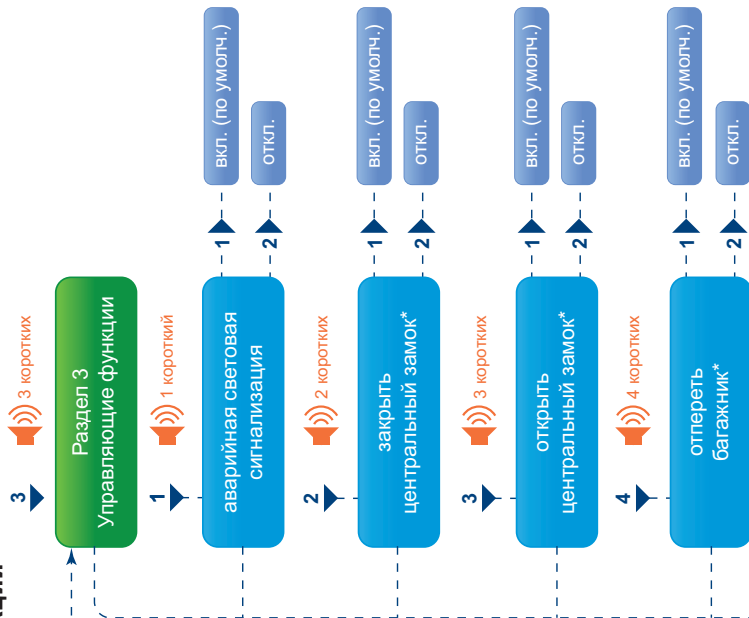 ции
3
3 коротких
Раздел 3
Управляющие функции
1
1 короткий
аварийная световая
сигнализация
1
вкл. (по умолч.)
2
откл.
2
2 коротких
закрыть
центральный замок*
1
вкл. (по умолч.)
2
откл.
3
3 коротких
открыть
центральный замок*
1
вкл. (по умолч.)
2
откл.
4
4 коротких
отпереть
багажник*
1
вкл. (по умолч.)
2
откл.